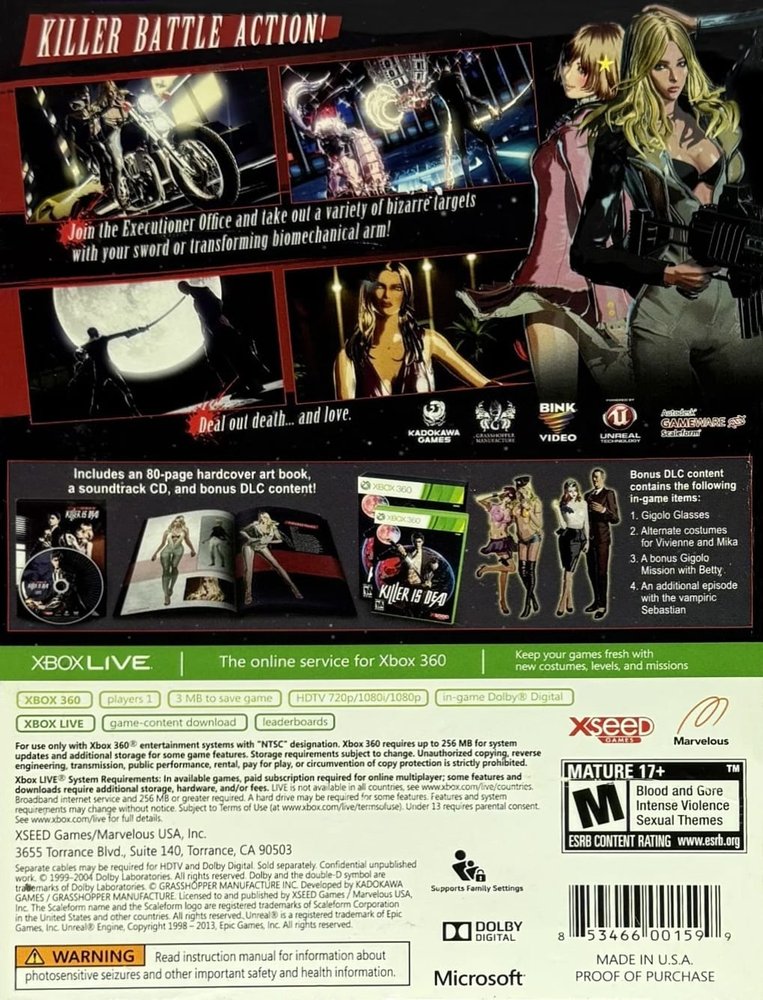 KILLER BATTLE ACTION!
Join the Executioner Office and take out a variety of bizarre targets
with your sword or transforming biomechanical arm!
Deal out death... and love.
KADOKAWA
GAMES
GRASSHOPPER
MANUFACTURE
BINK
VIDEO
POWERED BY
UNREAL
TECHNOLOGY
Autodesk®
GAMEWARE
Scaleform®
Includes an 80-page hardcover art book,
a soundtrack CD, and bonus DLC content!
KILLER IS DEAD
XBOX 360
XBOX 360
KILLER IS DEAD
Bonus DLC content
contains the following
in-game items:
1. Gigolo Glasses
2. Alternate costumes
for Vivienne and Mika
3. A bonus Gigolo
Mission with Betty
4. An additional episode
with the vampiric
Sebastian
XBOX LIVE
The online service for Xbox 360
Keep your games fresh with
new costumes, levels, and missions
XBOX 360 players 1 3 MB to save game HDTV 720p/1080i/1080p in-game Dolby® Digital
XBOX LIVE game-content download leaderboards
For use only with Xbox 360® entertainment systems with "NTSC" designation. Xbox 360 requires up to 256 MB for system
updates and additional storage for some game features. Storage requirements subject to change. Unauthorized copying, reverse
engineering, transmission, public performance, rental, pay for play, or circumvention of copy protection is strictly prohibited.
Xbox LIVE® System Requirements: In available games, paid subscription required for online multiplayer; some features and
downloads require additional storage, hardware, and/or fees. LIVE is not available in all countries, see www.xbox.com/live/countries.
Broadband internet service and 256 MB or greater required. A hard drive may be required for some features. Features and system
requirements may change without notice. Subject to Terms of Use (at www.xbox.com/live/termsofuse). Under 13 requires parental consent.
See www.xbox.com/live for full details.
XSEED Games/Marvelous USA, Inc.
3655 Torrance Blvd., Suite 140, Torrance, CA 90503
Separate cables may be required for HDTV and Dolby Digital. Sold separately. Confidential unpublished
work. © 1999-2004 Dolby Laboratories. All rights reserved. Dolby and the double-D symbol are
trademarks of Dolby Laboratories. © GRASSHOPPER MANUFACTURE INC. Developed by KADOKAWA
GAMES / GRASSHOPPER MANUFACTURE. Licensed to and published by XSEED Games / Marvelous USA,
Inc. The Scaleform name and the Scaleform logo are registered trademarks of Scaleform Corporation
in the United States and other countries. All rights reserved. Unreal® is a registered trademark of Epic
Games, Inc. Unreal® Engine, Copyright 1998 - 2013, Epic Games, Inc. All rights reserved.
WARNING Read instruction manual for information about
photosensitive seizures and other important safety and health information.
XSEED
GAMES
Marvelous
MATURE 17+ ™
M
Blood and Gore
Intense Violence
Sexual Themes
ESRB CONTENT RATING www.esrb.org
Supports Family Settings
DOLBY
DIGITAL
Microsoft®
8 53466 00159 9
MADE IN U.S.A.
PROOF OF PURCHASE